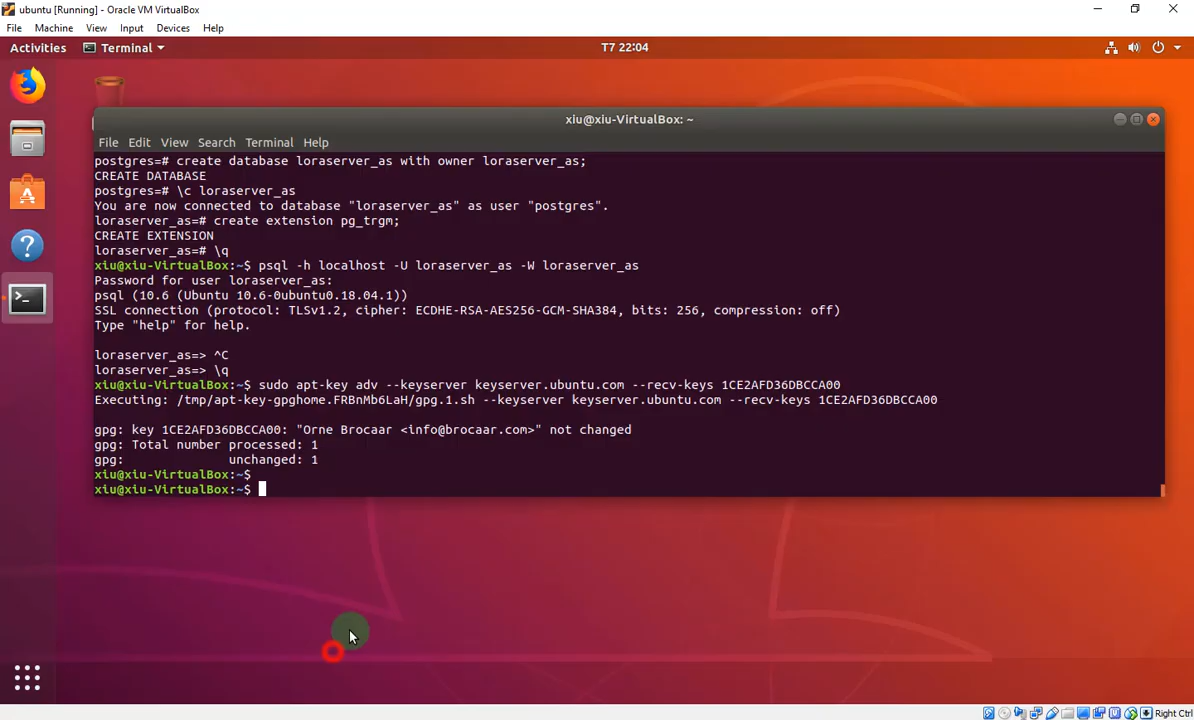 ubuntu [Running] - Oracle VM VirtualBox
File Machine View Input Devices Help
Activities Terminal T7 22:04
xiu@xiu-VirtualBox: ~
File Edit View Search Terminal Help
postgres=# create database loraserver_as with owner loraserver_as;
CREATE DATABASE
postgres=# \c loraserver_as
You are now connected to database "loraserver_as" as user "postgres".
loraserver_as=# create extension pg_trgm;
CREATE EXTENSION
loraserver_as=# \q
xiu@xiu-VirtualBox:~$ psql -h localhost -U loraserver_as -W loraserver_as
Password for user loraserver_as:
psql (10.6 (Ubuntu 10.6-0ubuntu0.18.04.1))
SSL connection (protocol: TLSv1.2, cipher: ECDHE-RSA-AES256-GCM-SHA384, bits: 256, compression: off)
Type "help" for help.
loraserver_as=> ^C
loraserver_as=> \q
xiu@xiu-VirtualBox:~$ sudo apt-key adv --keyserver keyserver.ubuntu.com --recv-keys 1CE2AFD36DBCCA00
Executing: /tmp/apt-key-gpghome.FRBnMb6LaH/gpg.1.sh --keyserver keyserver.ubuntu.com --recv-keys 1CE2AFD36DBCCA00
gpg: key 1CE2AFD36DBCCA00: "Orne Brocaar <info@brocaar.com>" not changed
gpg: Total number processed: 1
gpg:              unchanged: 1
xiu@xiu-VirtualBox:~$
xiu@xiu-VirtualBox:~$
Right Ctrl